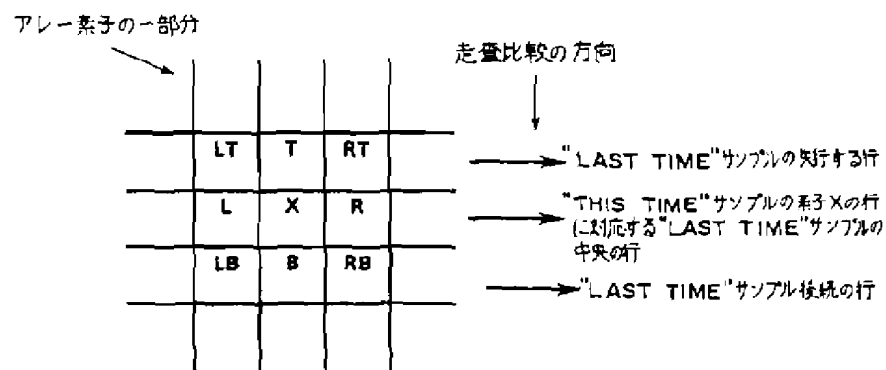 アレー素子の一部分
走査比較の方向
LT T RT
L X R
LB B RB
"LAST TIME"サンプルの先行する行
"THIS TIME"サンプルの素子Xの行
に対応する"LAST TIME"サンプルの
中央の行
"LAST TIME"サンプル後続の行